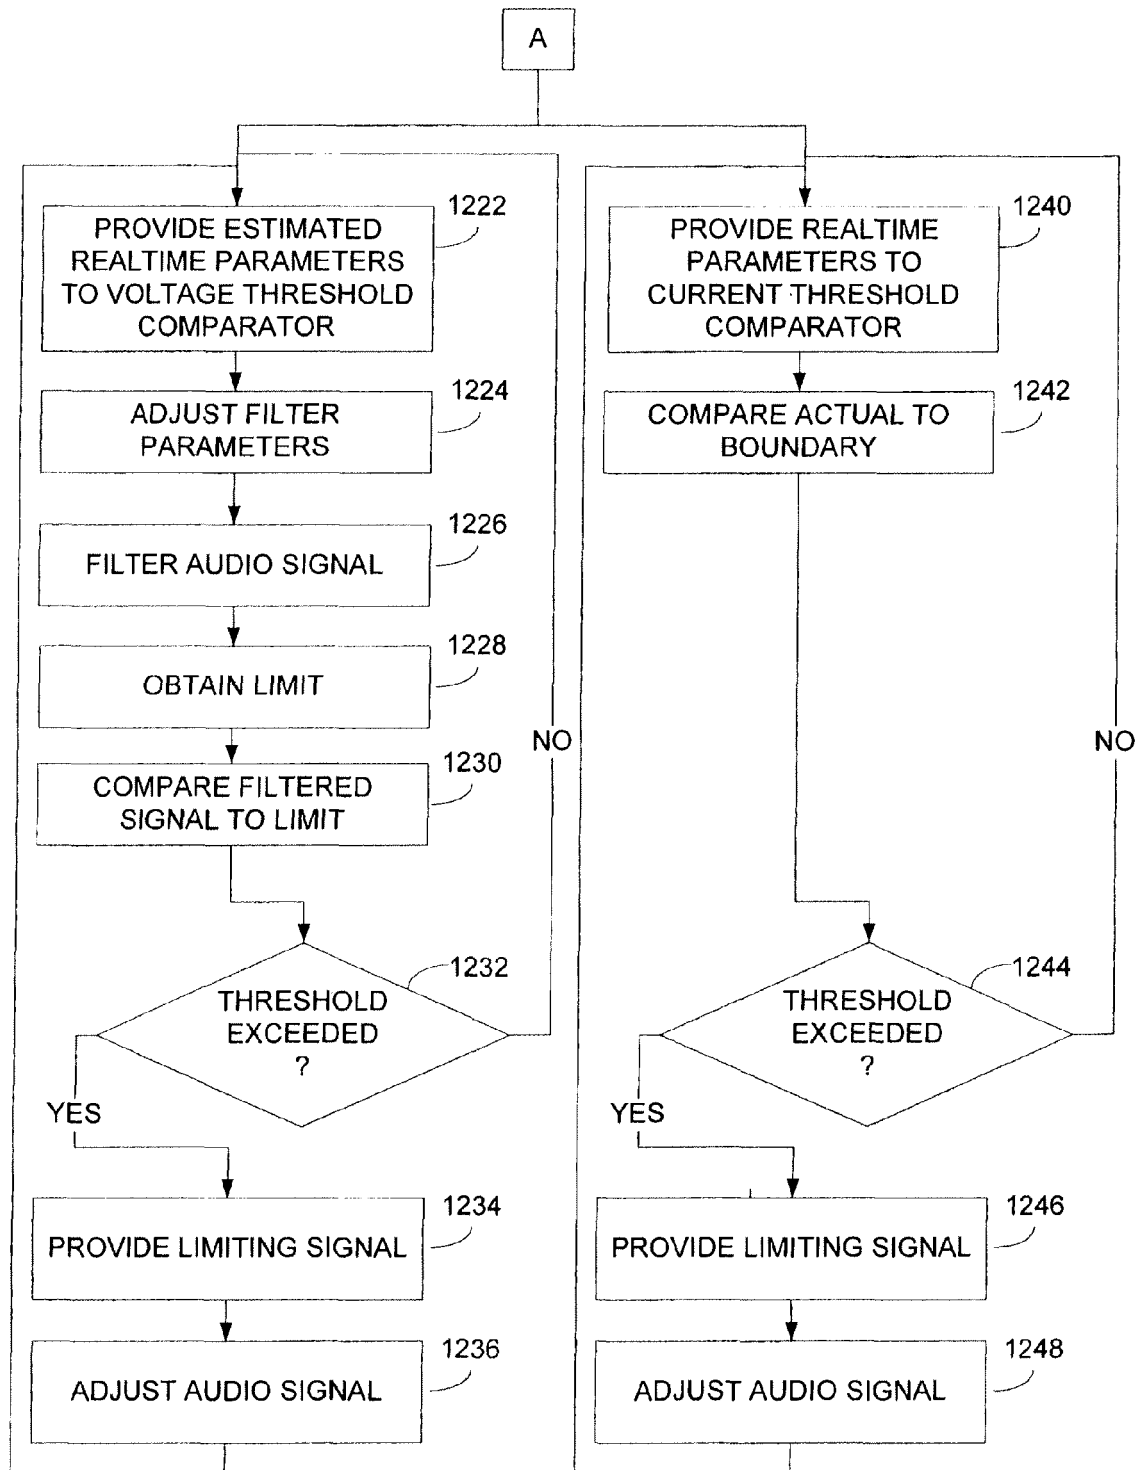 A
1222
PROVIDE ESTIMATED
REALTIME PARAMETERS
TO VOLTAGE THRESHOLD
COMPARATOR
1224
ADJUST FILTER
PARAMETERS
1226
FILTER AUDIO SIGNAL
1228
OBTAIN LIMIT
1230
COMPARE FILTERED
SIGNAL TO LIMIT
NO
1232
THRESHOLD
EXCEEDED
?
YES
1234
PROVIDE LIMITING SIGNAL
1236
ADJUST AUDIO SIGNAL
1240
PROVIDE REALTIME
PARAMETERS TO
CURRENT THRESHOLD
COMPARATOR
1242
COMPARE ACTUAL TO
BOUNDARY
NO
1244
THRESHOLD
EXCEEDED
?
YES
1246
PROVIDE LIMITING SIGNAL
1248
ADJUST AUDIO SIGNAL